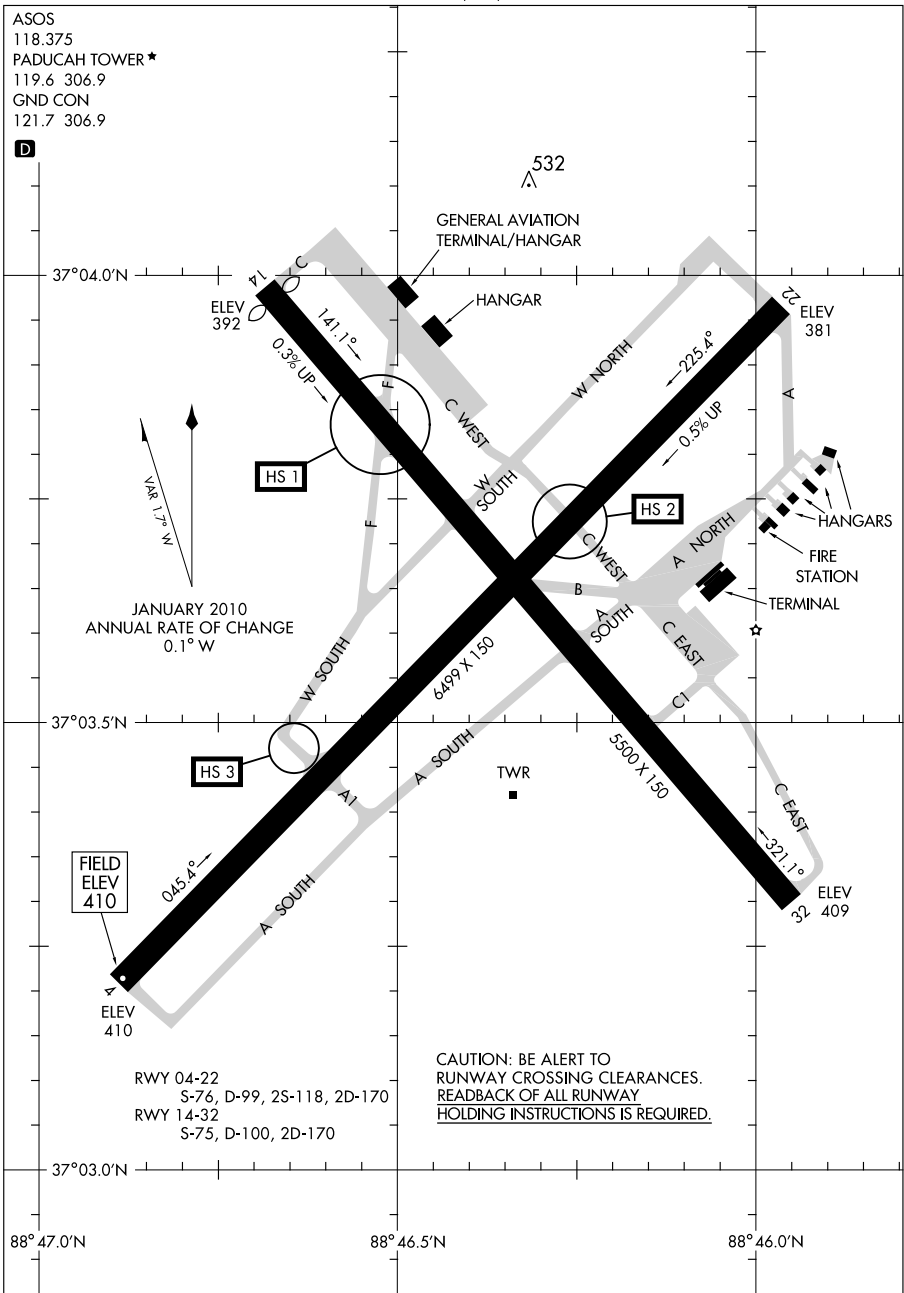 ASOS
118.375
PADUCAH TOWER★
119.6 306.9
GND CON
121.7 306.9
D
532
GENERAL AVIATION
TERMINAL/HANGAR
37°04.0'N
14
C
ELEV
392
HANGAR
22
ELEV
381
141.1°
0.3% UP
225.4°
0.5% UP
W NORTH
A
F
C WEST
HS 1
VAR 1.7° W
W
SOUTH
HS 2
A NORTH
HANGARS
FIRE
STATION
F
C WEST
TERMINAL
B
JANUARY 2010
ANNUAL RATE OF CHANGE
0.1° W
A
SOUTH
C EAST
W SOUTH
6499 X 150
C1
37°03.5'N
HS 3
A SOUTH
5500 X 150
TWR
A1
C EAST
321.1°
FIELD
ELEV
410
045.4°
A SOUTH
32
ELEV
409
4
ELEV
410
RWY 04-22
S-76, D-99, 2S-118, 2D-170
RWY 14-32
S-75, D-100, 2D-170
CAUTION: BE ALERT TO
RUNWAY CROSSING CLEARANCES.
READBACK OF ALL RUNWAY
HOLDING INSTRUCTIONS IS REQUIRED.
37°03.0'N
88°47.0'N
88°46.5'N
88°46.0'N